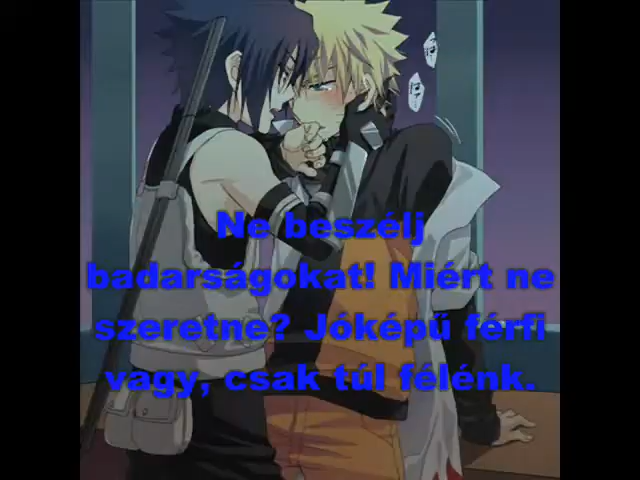 Ne beszélj
badarságokat! Miért ne
szeretne? Jóképű férfi
vagy, csak túl félénk.